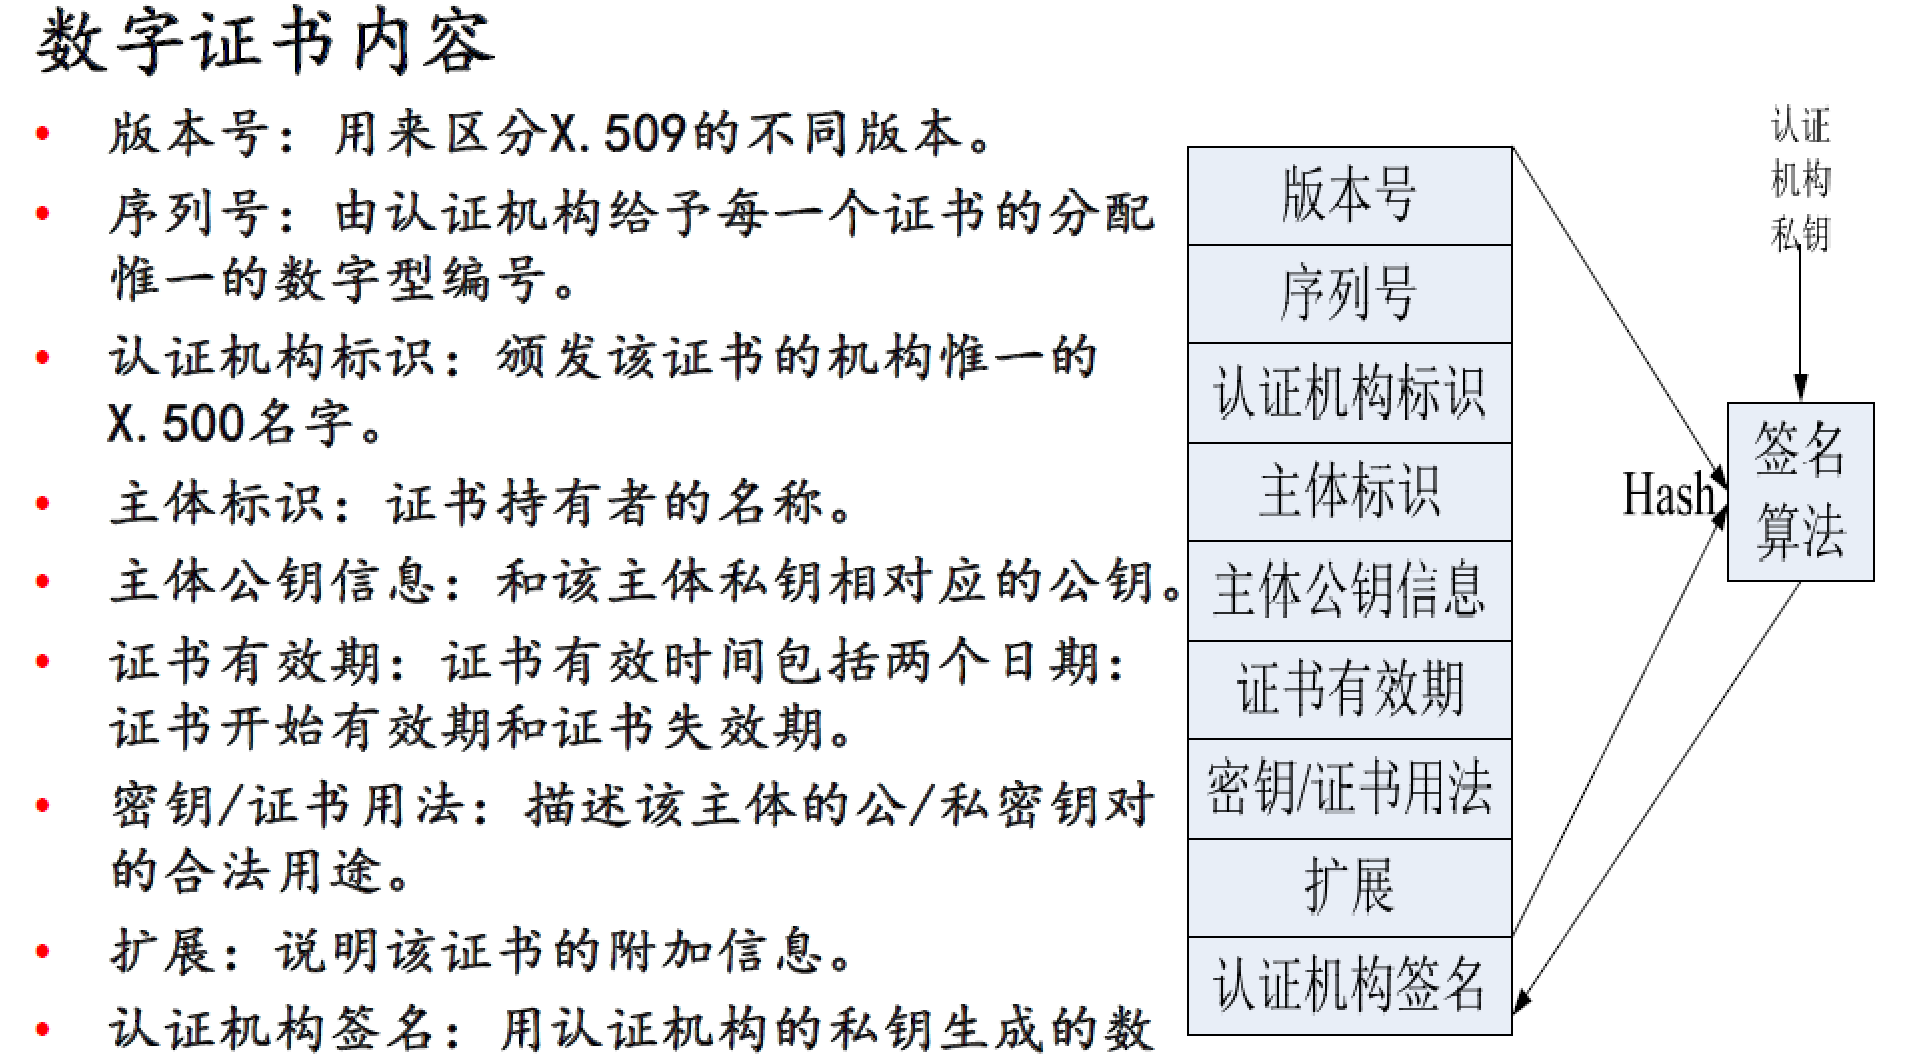 数字证书内容
• 版本号：用来区分X.509的不同版本。
• 序列号：由认证机构给予每一个证书的分配
惟一的数字型编号。
• 认证机构标识：颁发该证书的机构惟一的
X.500名字。
• 主体标识：证书持有者的名称。
• 主体公钥信息：和该主体私钥相对应的公钥。
• 证书有效期：证书有效时间包括两个日期：
证书开始有效期和证书失效期。
• 密钥/证书用法：描述该主体的公/私密钥对
的合法用途。
• 扩展：说明该证书的附加信息。
• 认证机构签名：用认证机构的私钥生成的数
版本号
序列号
认证机构标识
主体标识
主体公钥信息
证书有效期
密钥/证书用法
扩展
认证机构签名
Hash
认证
机构
私钥
签名
算法